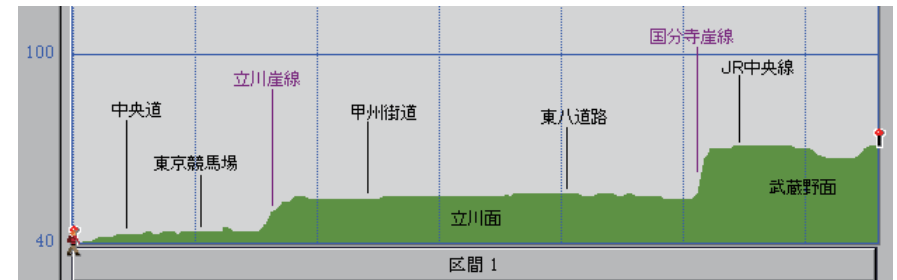 国分寺崖線
100
JR中央線
立川崖線
中央道
甲州街道
東八道路
東京競馬場
武蔵野面
立川面
40
区間 1